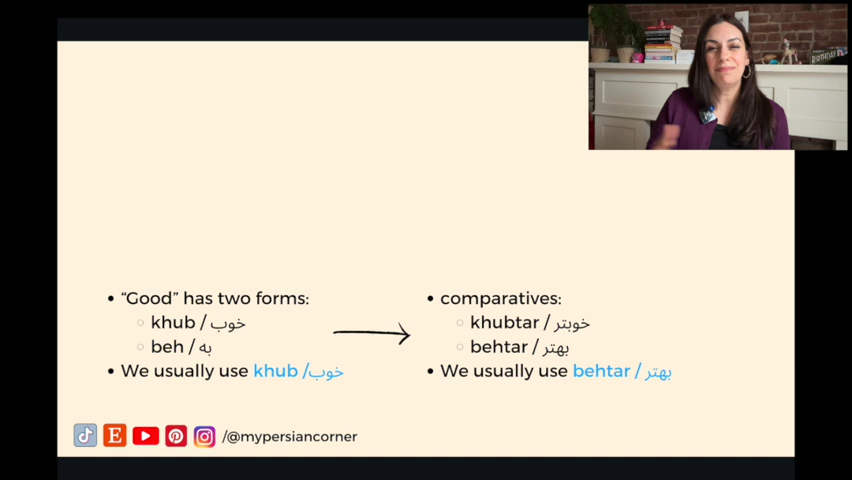 • “Good” has two forms:
○ khub / خوب
○ beh / به
• We usually use khub /خوب
• comparatives:
○ khubtar / خوبتر
○ behtar / بهتر
• We usually use behtar / بهتر
/@mypersiancorner